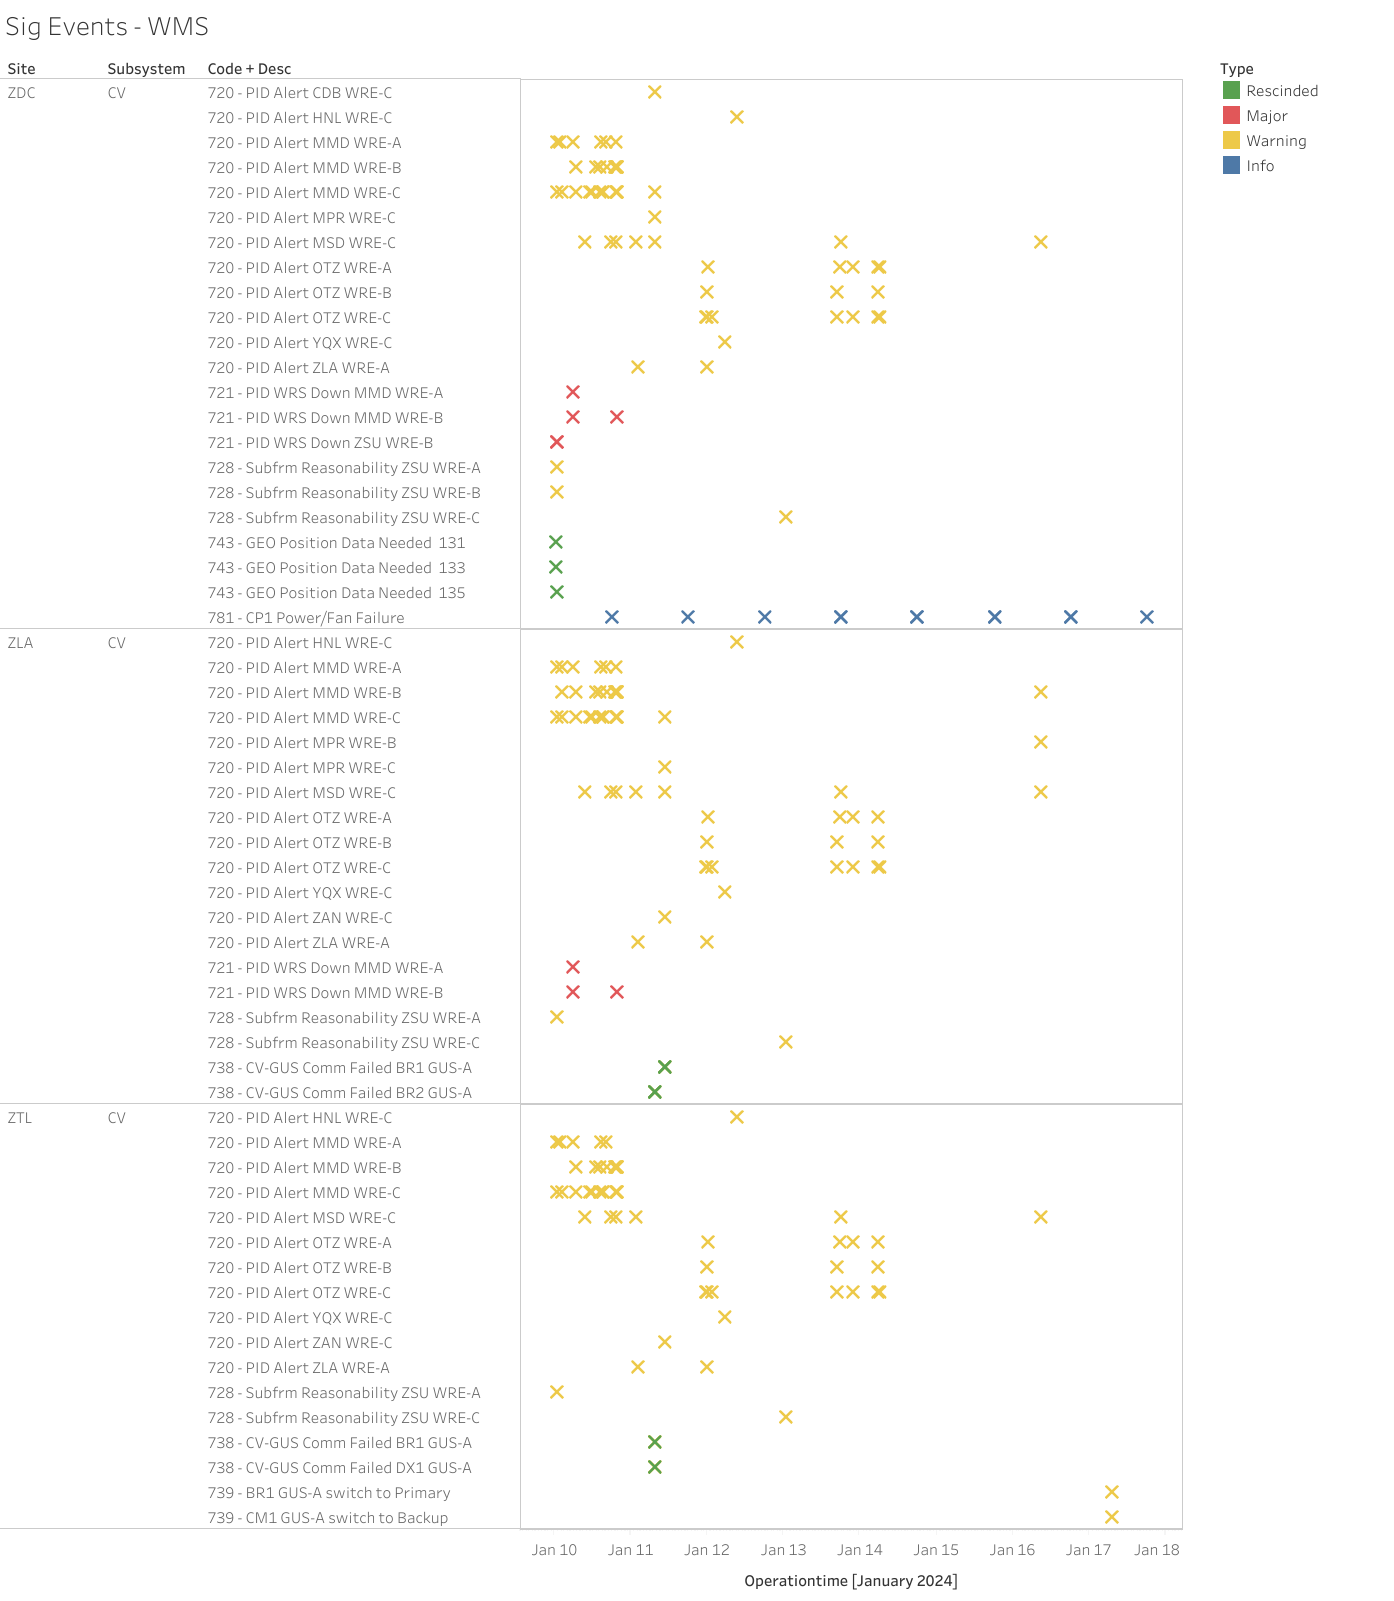 Sig Events - WMS
Site Subsystem Code + Desc
Type
Rescinded
Major
Warning
Info
ZDC CV 720 - PID Alert CDB WRE-C
720 - PID Alert HNL WRE-C
720 - PID Alert MMD WRE-A
720 - PID Alert MMD WRE-B
720 - PID Alert MMD WRE-C
720 - PID Alert MPR WRE-C
720 - PID Alert MSD WRE-C
720 - PID Alert OTZ WRE-A
720 - PID Alert OTZ WRE-B
720 - PID Alert OTZ WRE-C
720 - PID Alert YQX WRE-C
720 - PID Alert ZLA WRE-A
721 - PID WRS Down MMD WRE-A
721 - PID WRS Down MMD WRE-B
721 - PID WRS Down ZSU WRE-B
728 - Subfrm Reasonability ZSU WRE-A
728 - Subfrm Reasonability ZSU WRE-B
728 - Subfrm Reasonability ZSU WRE-C
743 - GEO Position Data Needed 131
743 - GEO Position Data Needed 133
743 - GEO Position Data Needed 135
781 - CP1 Power/Fan Failure
ZLA CV 720 - PID Alert HNL WRE-C
720 - PID Alert MMD WRE-A
720 - PID Alert MMD WRE-B
720 - PID Alert MMD WRE-C
720 - PID Alert MPR WRE-B
720 - PID Alert MPR WRE-C
720 - PID Alert MSD WRE-C
720 - PID Alert OTZ WRE-A
720 - PID Alert OTZ WRE-B
720 - PID Alert OTZ WRE-C
720 - PID Alert YQX WRE-C
720 - PID Alert ZAN WRE-C
720 - PID Alert ZLA WRE-A
721 - PID WRS Down MMD WRE-A
721 - PID WRS Down MMD WRE-B
728 - Subfrm Reasonability ZSU WRE-A
728 - Subfrm Reasonability ZSU WRE-C
738 - CV-GUS Comm Failed BR1 GUS-A
738 - CV-GUS Comm Failed BR2 GUS-A
ZTL CV 720 - PID Alert HNL WRE-C
720 - PID Alert MMD WRE-A
720 - PID Alert MMD WRE-B
720 - PID Alert MMD WRE-C
720 - PID Alert MSD WRE-C
720 - PID Alert OTZ WRE-A
720 - PID Alert OTZ WRE-B
720 - PID Alert OTZ WRE-C
720 - PID Alert YQX WRE-C
720 - PID Alert ZAN WRE-C
720 - PID Alert ZLA WRE-A
728 - Subfrm Reasonability ZSU WRE-A
728 - Subfrm Reasonability ZSU WRE-C
738 - CV-GUS Comm Failed BR1 GUS-A
738 - CV-GUS Comm Failed DX1 GUS-A
739 - BR1 GUS-A switch to Primary
739 - CM1 GUS-A switch to Backup
Jan 10 Jan 11 Jan 12 Jan 13 Jan 14 Jan 15 Jan 16 Jan 17 Jan 18
Operationtime [January 2024]